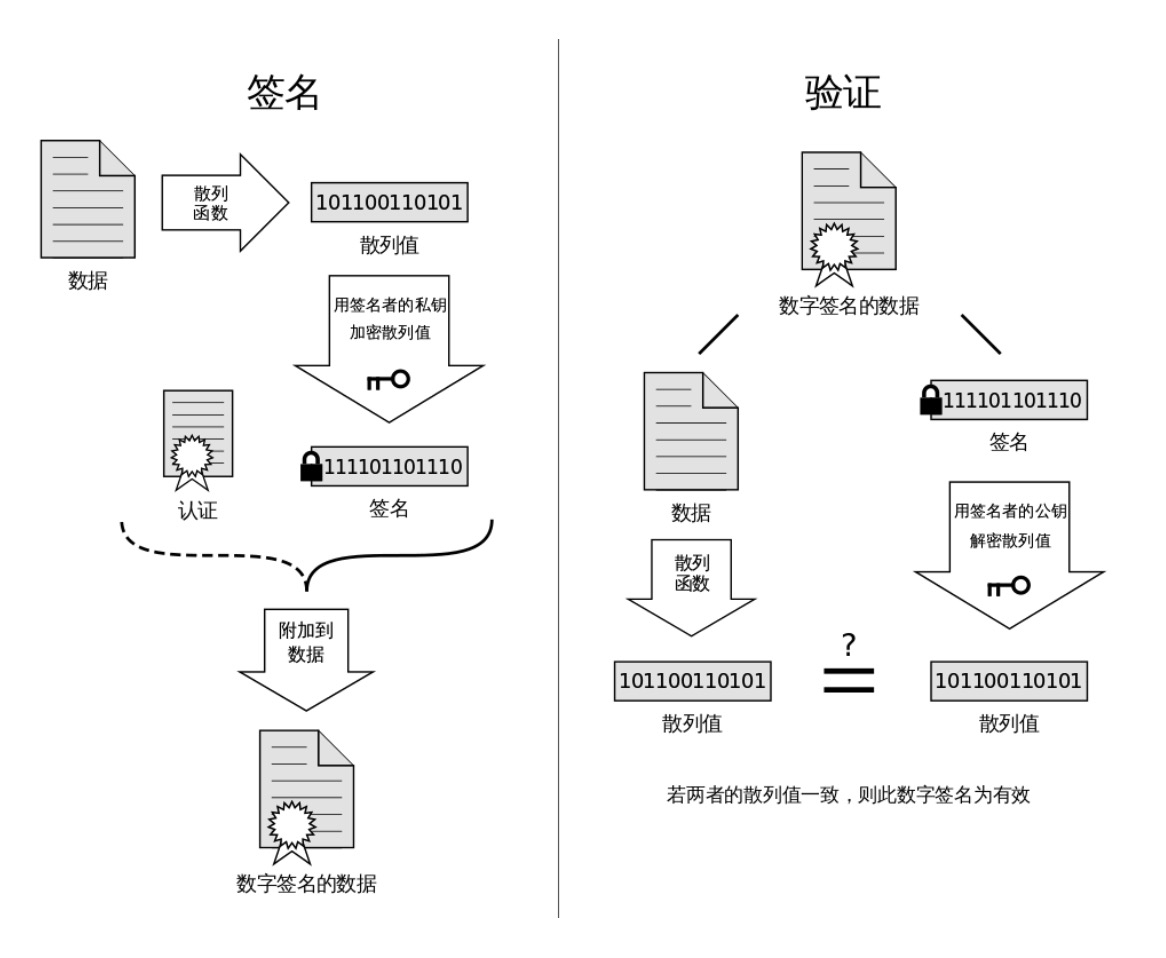 签名
散列
函数
101100110101
散列值
数据
用签名者的私钥
加密散列值
认证
111101101110
签名
附加到
数据
数字签名的数据
验证
数字签名的数据
数据
111101101110
签名
散列
函数
用签名者的公钥
解密散列值
101100110101
散列值
?
101100110101
散列值
若两者的散列值一致，则此数字签名为有效